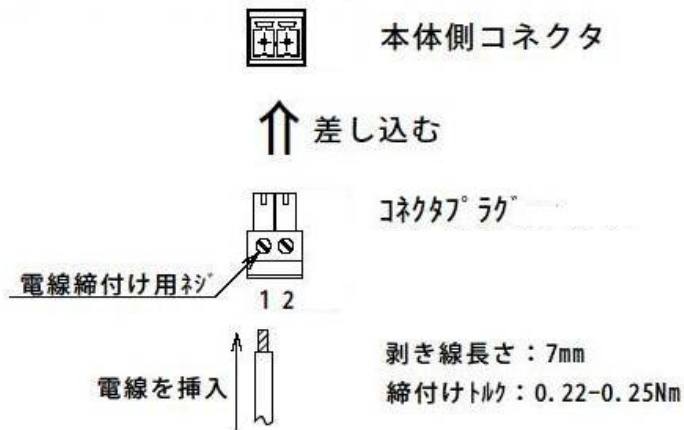 本体側コネクタ
差し込む
コネクタプラグ
電線締付け用ネジ
1 2
電線を挿入
剥き線長さ：7mm
締付けトルク：0.22-0.25Nm